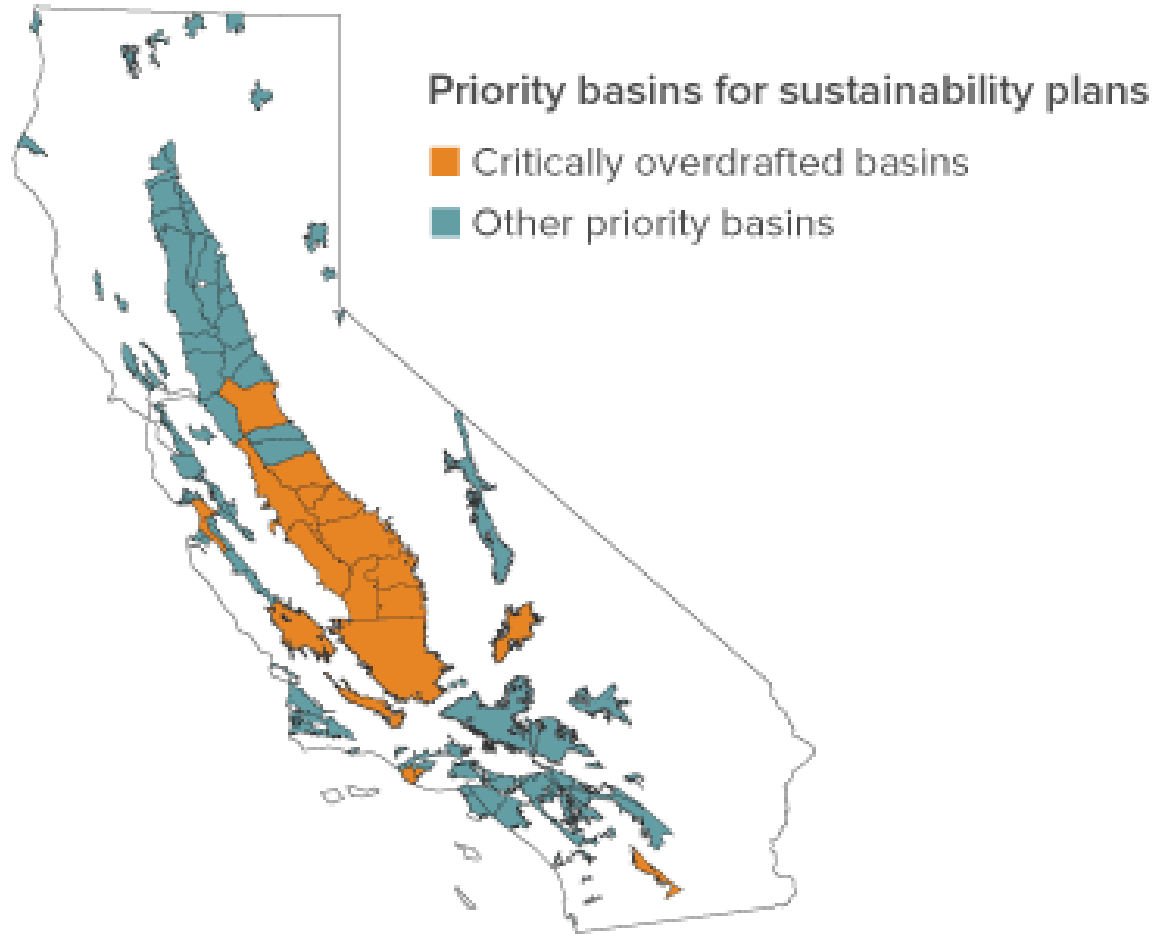 Priority basins for sustainability plans
Critically overdrafted basins
Other priority basins